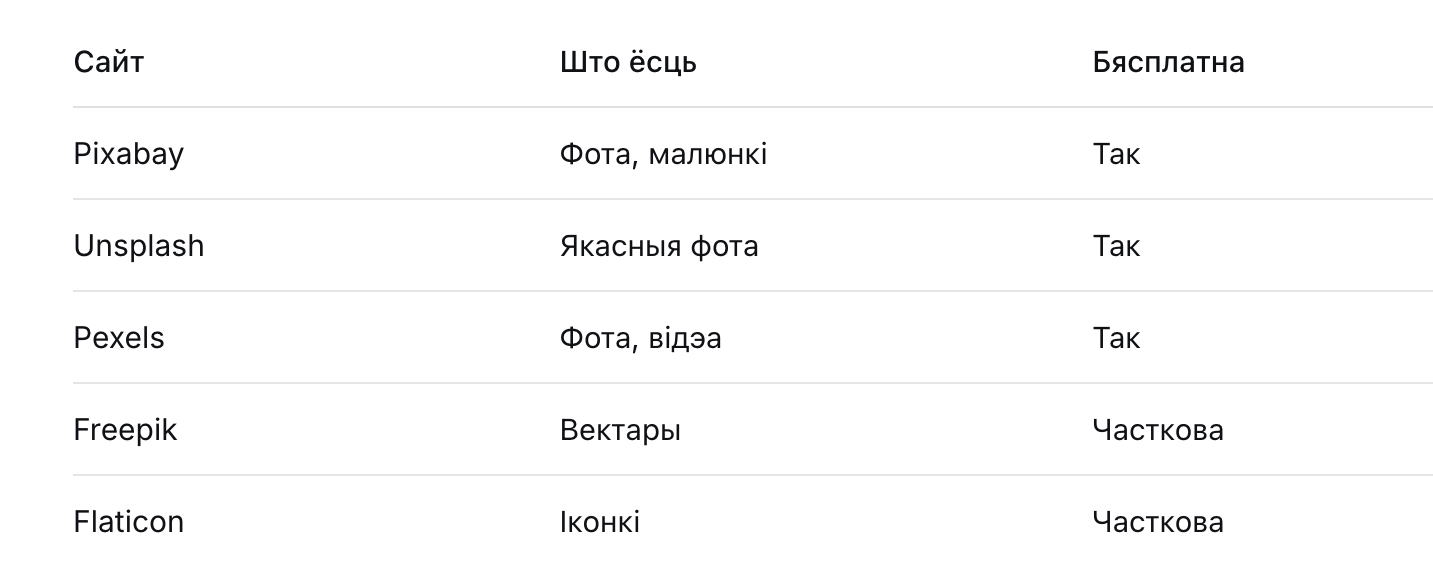 Сайт Што ёсць Бясплатна
Pixabay Фота, малюнкі Так
Unsplash Якасныя фота Так
Pexels Фота, відэа Так
Freepik Вектары Часткова
Flaticon Іконкі Часткова